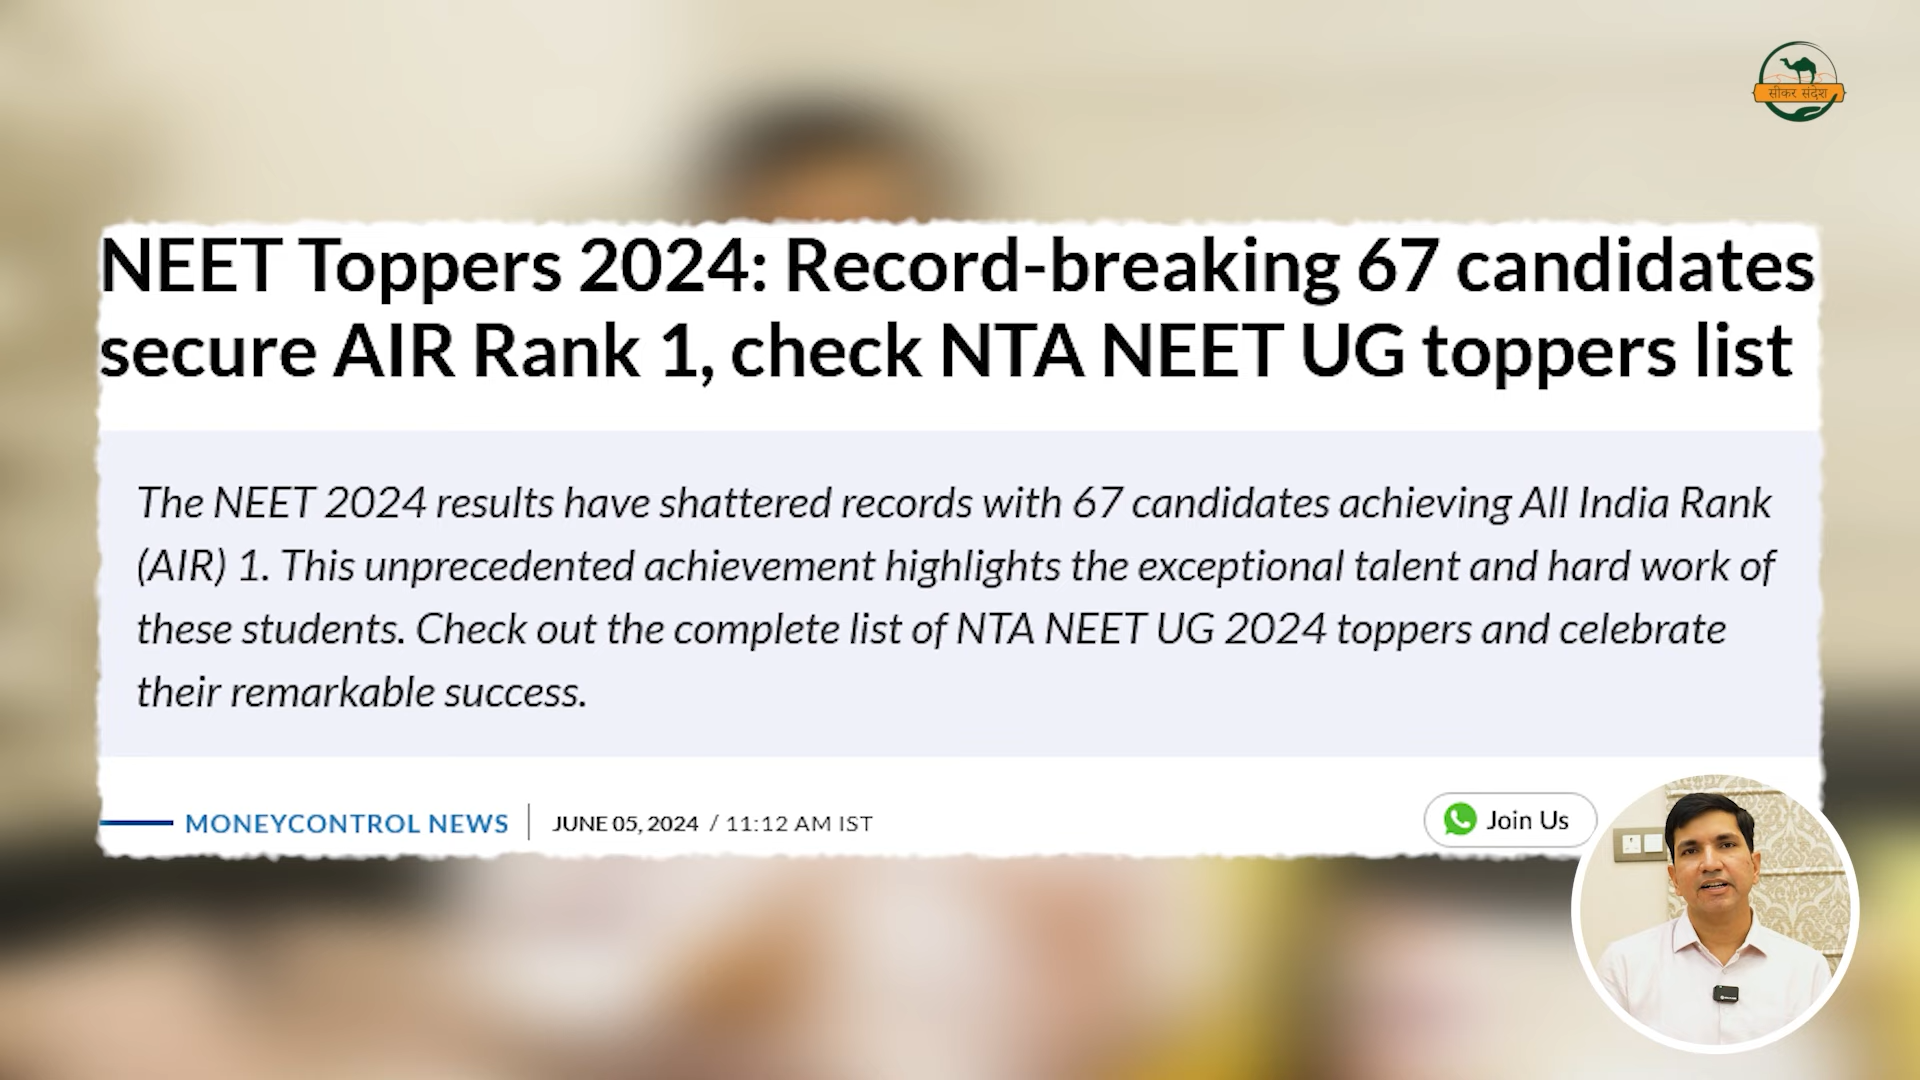 सीकर संदेश
NEET Toppers 2024: Record-breaking 67 candidates
secure AIR Rank 1, check NTA NEET UG toppers list
The NEET 2024 results have shattered records with 67 candidates achieving All India Rank
(AIR) 1. This unprecedented achievement highlights the exceptional talent and hard work of
these students. Check out the complete list of NTA NEET UG 2024 toppers and celebrate
their remarkable success.
MONEYCONTROL NEWS JUNE 05, 2024 / 11:12 AM IST
Join Us